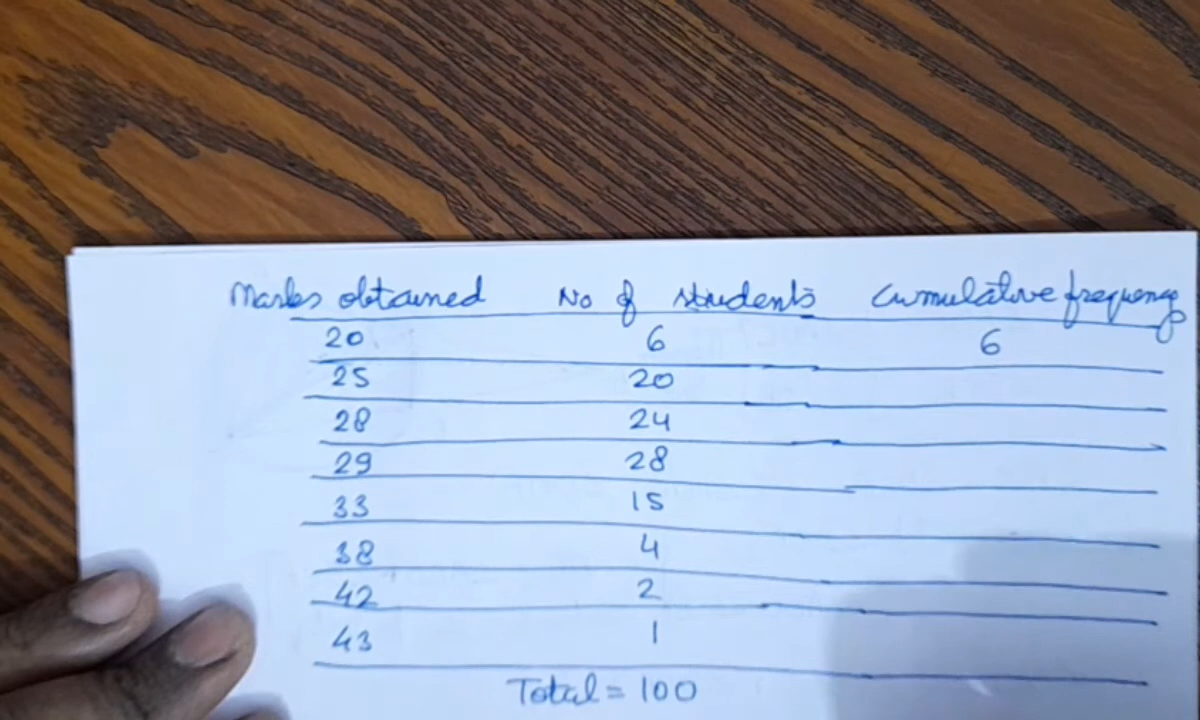 Marks obtained No of students Cumulative frequency
20 6 6
25 20
28 24
29 28
33 15
38 4
42 2
43 1
Total = 100